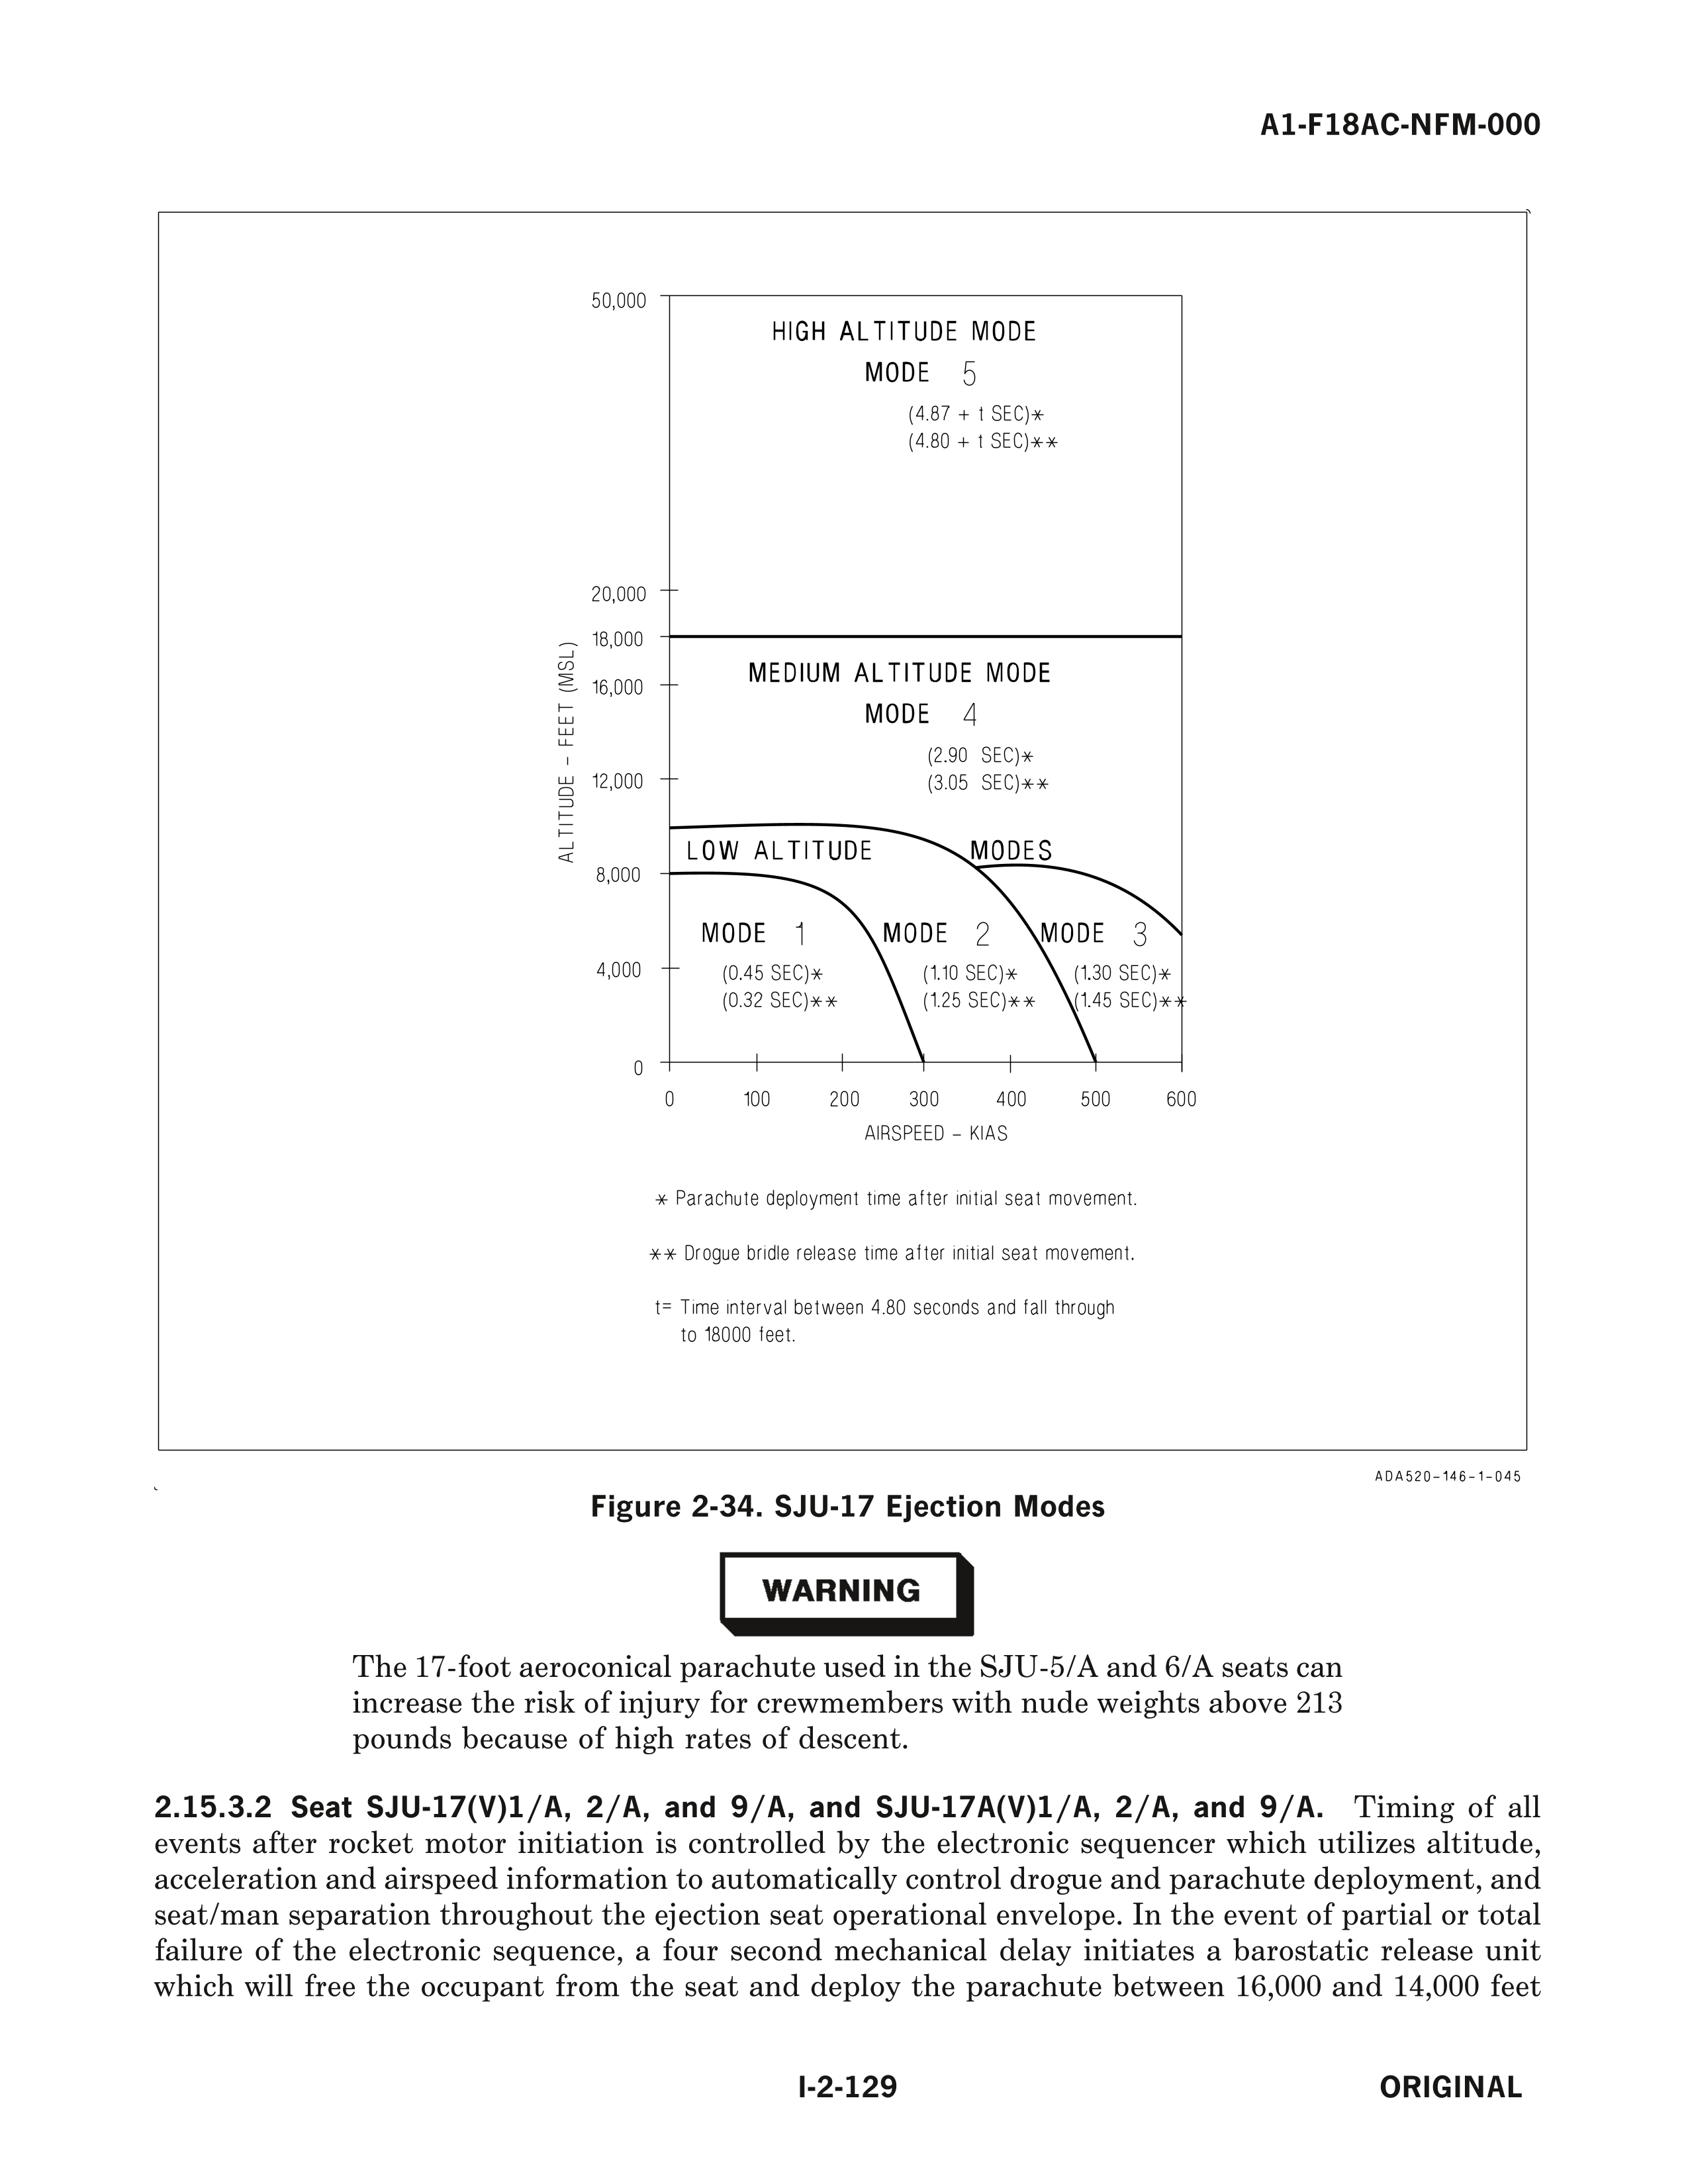 A1-F18AC-NFM-000
50,000
HIGH ALTITUDE MODE
MODE 5
(4.87 + t SEC)*
(4.80 + t SEC)**
20,000
18,000
MEDIUM ALTITUDE MODE
16,000
MODE 4
(2.90 SEC)*
(3.05 SEC)**
12,000
ALTITUDE - FEET (MSL)
LOW ALTITUDE MODES
8,000
MODE 1 MODE 2 MODE 3
4,000
(0.45 SEC)* (1.10 SEC)* (1.30 SEC)*
(0.32 SEC)** (1.25 SEC)** (1.45 SEC)**
0
0 100 200 300 400 500 600
AIRSPEED - KIAS
* Parachute deployment time after initial seat movement.
** Drogue bridle release time after initial seat movement.
t= Time interval between 4.80 seconds and fall through
to 18000 feet.
ADA520-146-1-045
Figure 2-34. SJU-17 Ejection Modes
WARNING
The 17-foot aeroconical parachute used in the SJU-5/A and 6/A seats can
increase the risk of injury for crewmembers with nude weights above 213
pounds because of high rates of descent.
2.15.3.2 Seat SJU-17(V)1/A, 2/A, and 9/A, and SJU-17A(V)1/A, 2/A, and 9/A. Timing of all
events after rocket motor initiation is controlled by the electronic sequencer which utilizes altitude,
acceleration and airspeed information to automatically control drogue and parachute deployment, and
seat/man separation throughout the ejection seat operational envelope. In the event of partial or total
failure of the electronic sequence, a four second mechanical delay initiates a barostatic release unit
which will free the occupant from the seat and deploy the parachute between 16,000 and 14,000 feet
I-2-129
ORIGINAL